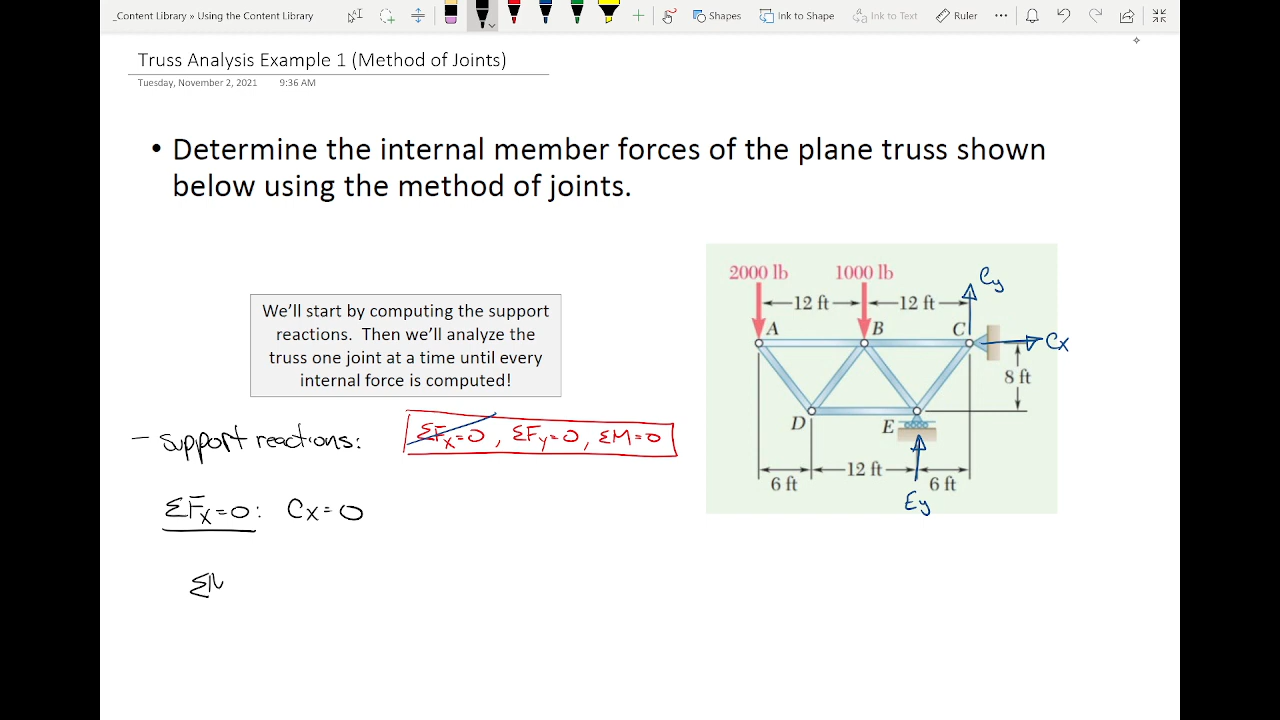 _Content Library » Using the Content Library
Shapes Ink to Shape Ink to Text Ruler
Truss Analysis Example 1 (Method of Joints)
Tuesday, November 2, 2021 9:36 AM
• Determine the internal member forces of the plane truss shown
below using the method of joints.
We'll start by computing the support
reactions. Then we'll analyze the
truss one joint at a time until every
internal force is computed!
- Support reactions:
ΣFx=0, ΣFy=0, ΣM=0
ΣFx=0: Cx=0
2000 lb 1000 lb Cy
12 ft 12 ft
A B C
Cx
8 ft
D E
12 ft
6 ft 6 ft
Ey